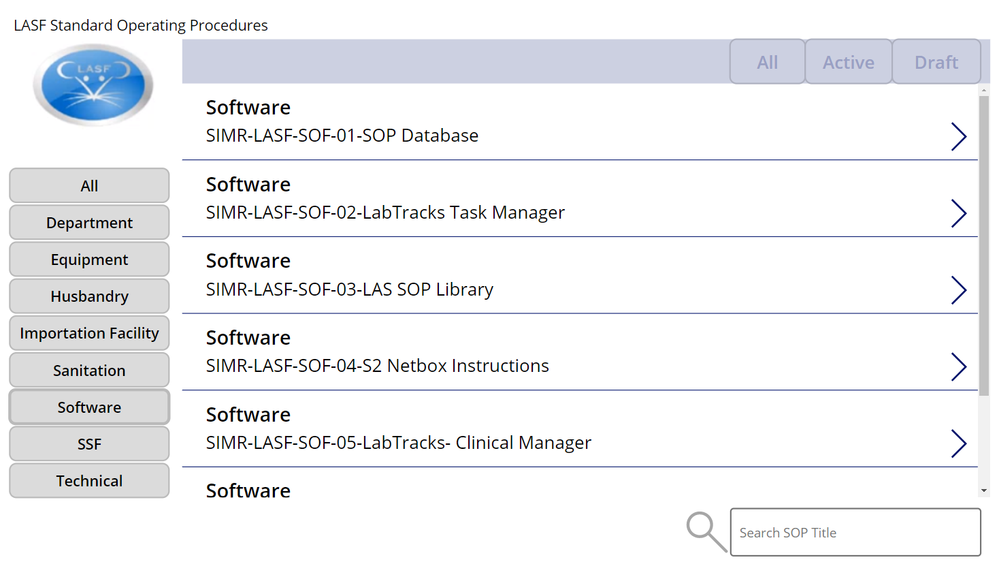 LASF Standard Operating Procedures
LASF
All
Active
Draft
All
Department
Equipment
Husbandry
Importation Facility
Sanitation
Software
SSF
Technical
Software
SIMR-LASF-SOF-01-SOP Database
Software
SIMR-LASF-SOF-02-LabTracks Task Manager
Software
SIMR-LASF-SOF-03-LAS SOP Library
Software
SIMR-LASF-SOF-04-S2 Netbox Instructions
Software
SIMR-LASF-SOF-05-LabTracks- Clinical Manager
Software
Search SOP Title